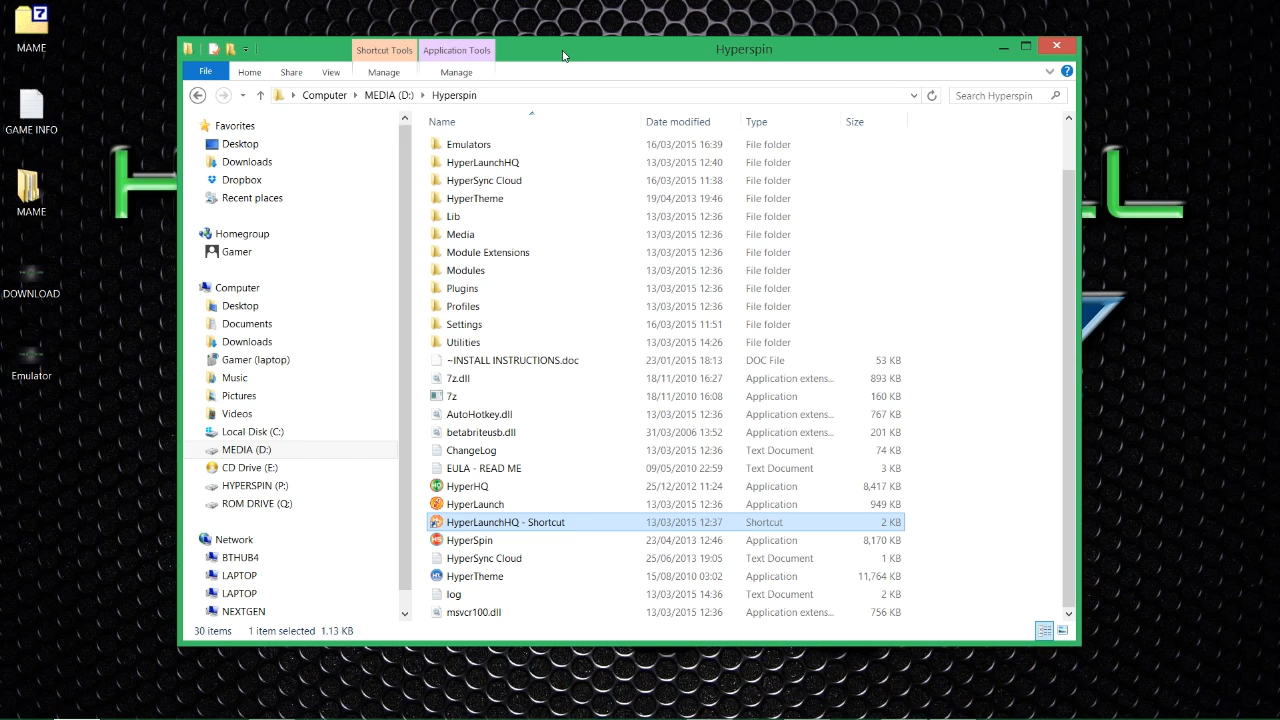 MAME
GAME INFO
MAME
DOWNLOAD
Emulator
H
LL
7
Shortcut Tools Application Tools Hyperspin
File Home Share View Manage Manage
Computer MEDIA (D:) Hyperspin Search Hyperspin
Favorites
Desktop
Downloads
Dropbox
Recent places
Homegroup
Gamer
Computer
Desktop
Documents
Downloads
Gamer (laptop)
Music
Pictures
Videos
Local Disk (C:)
MEDIA (D:)
CD Drive (E:)
HYPERSPIN (P:)
ROM DRIVE (Q:)
Network
BTHUB4
LAPTOP
LAPTOP
NEXTGEN
Name Date modified Type Size
Emulators 16/03/2015 16:39 File folder
HyperLaunchHQ 13/03/2015 12:40 File folder
HyperSync Cloud 16/03/2015 11:38 File folder
HyperTheme 19/04/2013 19:46 File folder
Lib 13/03/2015 12:36 File folder
Media 13/03/2015 12:36 File folder
Module Extensions 13/03/2015 12:36 File folder
Modules 13/03/2015 12:36 File folder
Plugins 13/03/2015 12:36 File folder
Profiles 13/03/2015 12:36 File folder
Settings 16/03/2015 11:51 File folder
Utilities 13/03/2015 14:26 File folder
~INSTALL INSTRUCTIONS.doc 23/01/2015 18:13 DOC File 53 KB
7z.dll 18/11/2010 16:27 Application extens... 893 KB
7z 18/11/2010 16:08 Application 160 KB
AutoHotkey.dll 13/03/2015 12:36 Application extens... 767 KB
betabriteusb.dll 31/03/2006 13:52 Application extens... 201 KB
ChangeLog 13/03/2015 12:36 Text Document 74 KB
EULA - READ ME 09/05/2010 22:59 Text Document 3 KB
HyperHQ 25/12/2012 11:24 Application 8,417 KB
HyperLaunch 13/03/2015 12:36 Application 949 KB
HyperLaunchHQ - Shortcut 13/03/2015 12:37 Shortcut 2 KB
HyperSpin 23/04/2013 12:46 Application 8,170 KB
HyperSync Cloud 25/06/2013 19:05 Text Document 1 KB
HyperTheme 15/08/2010 03:02 Application 11,764 KB
log 13/03/2015 14:36 Text Document 2 KB
msvcr100.dll 13/03/2015 12:36 Application extens... 756 KB
30 items 1 item selected 1.13 KB